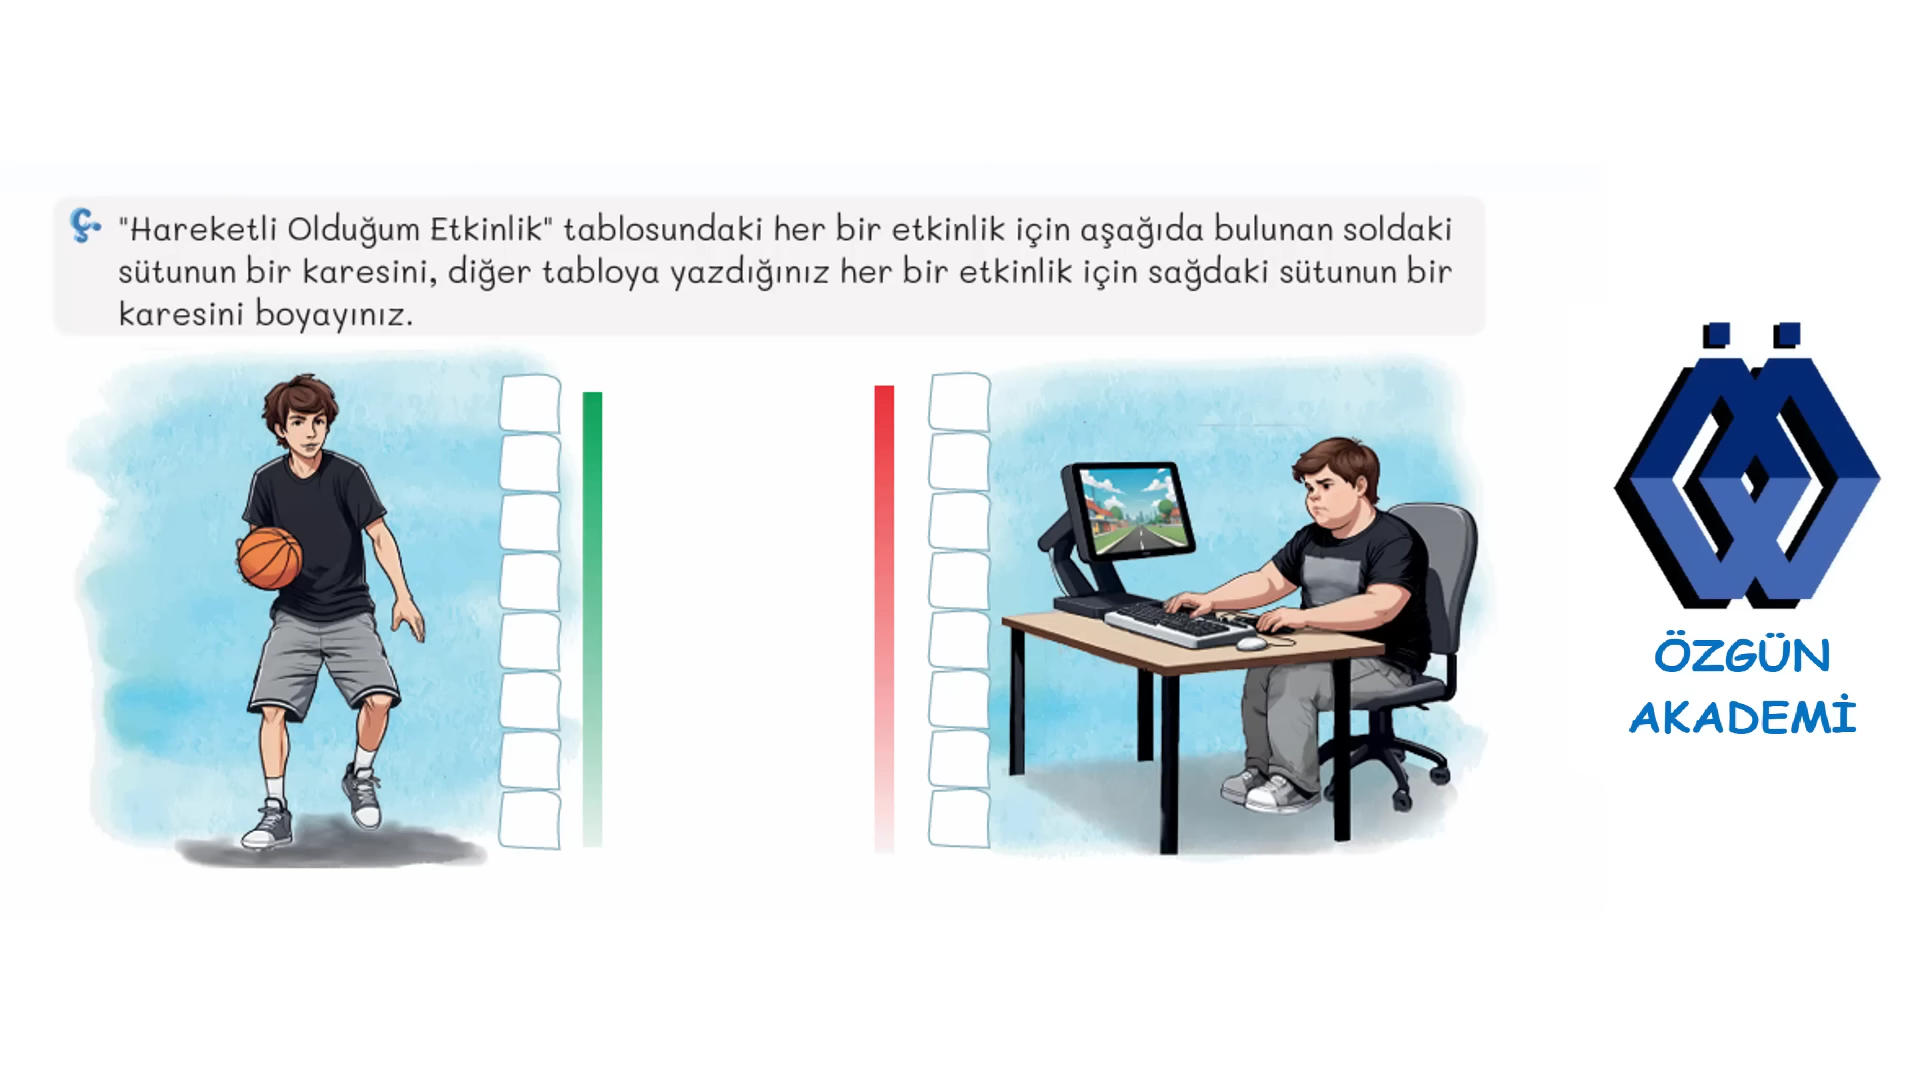 Ç. "Hareketli Olduğum Etkinlik" tablosundaki her bir etkinlik için aşağıda bulunan soldaki
sütunun bir karesini, diğer tabloya yazdığınız her bir etkinlik için sağdaki sütunun bir
karesini boyayınız.
ÖZGÜN
AKADEMİ